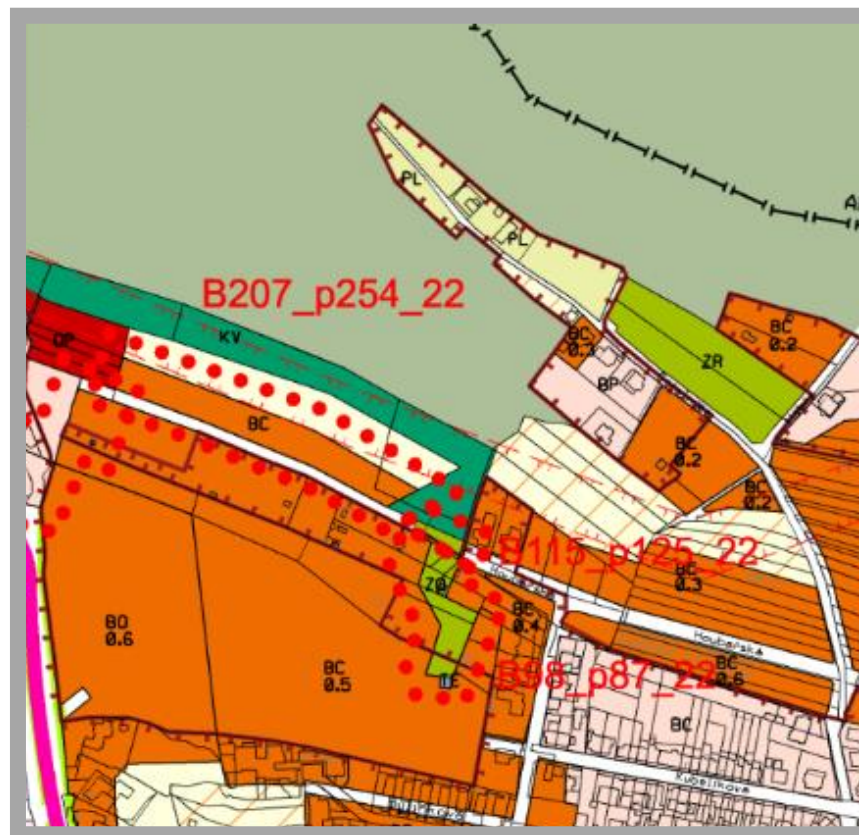 PL
PL
B207_p254_22
KV
OP
BC
0.3
BC
0.2
ZR
BP
BC
BC
0.2
BC
0.2
B115_p125_22
BC
0.3
BC
0.4
BO
0.6
BC
0.5
Houbařská
BC
0.6
B98_p87_22
BC
Kubelíkova